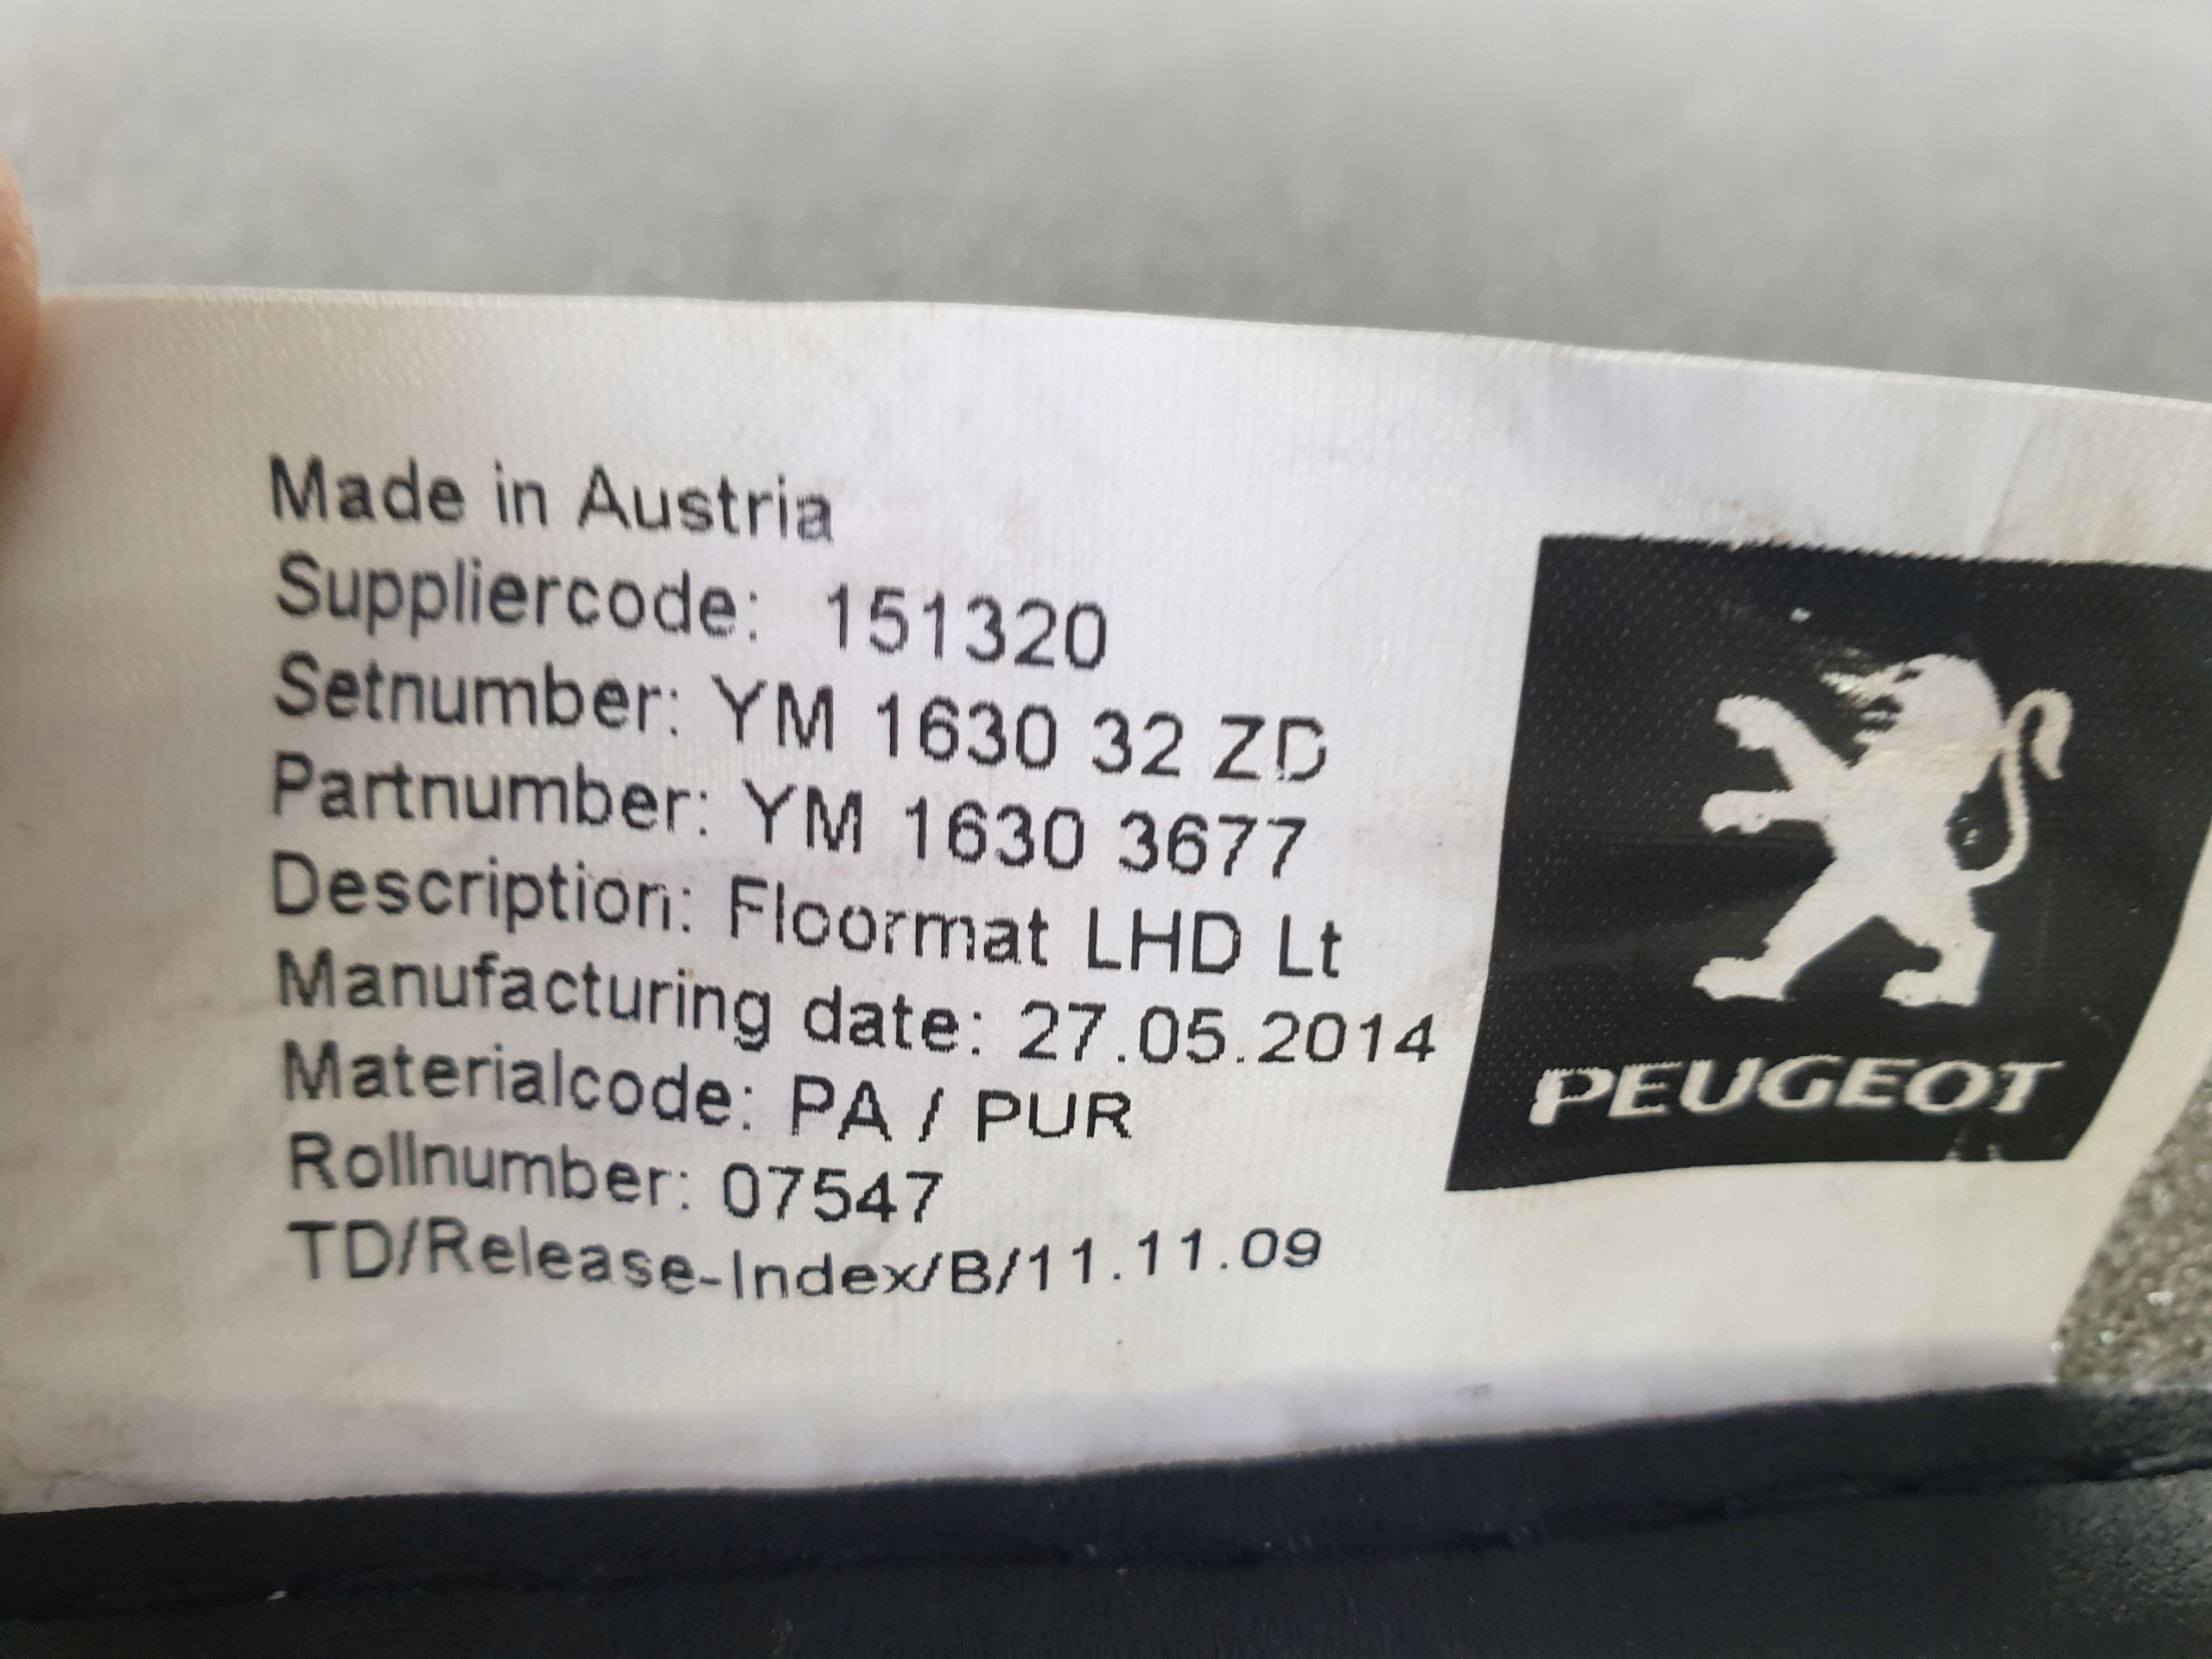 Made in Austria
Suppliercode: 151320
Setnumber: YM 1630 32 ZD
Partnumber: YM 1630 3677
Description: Floormat LHD Lt
Manufacturing date: 27.05.2014
Materialcode: PA / PUR
Rollnumber: 07547
TD/Release-Index/B/11.11.09
PEUGEOT